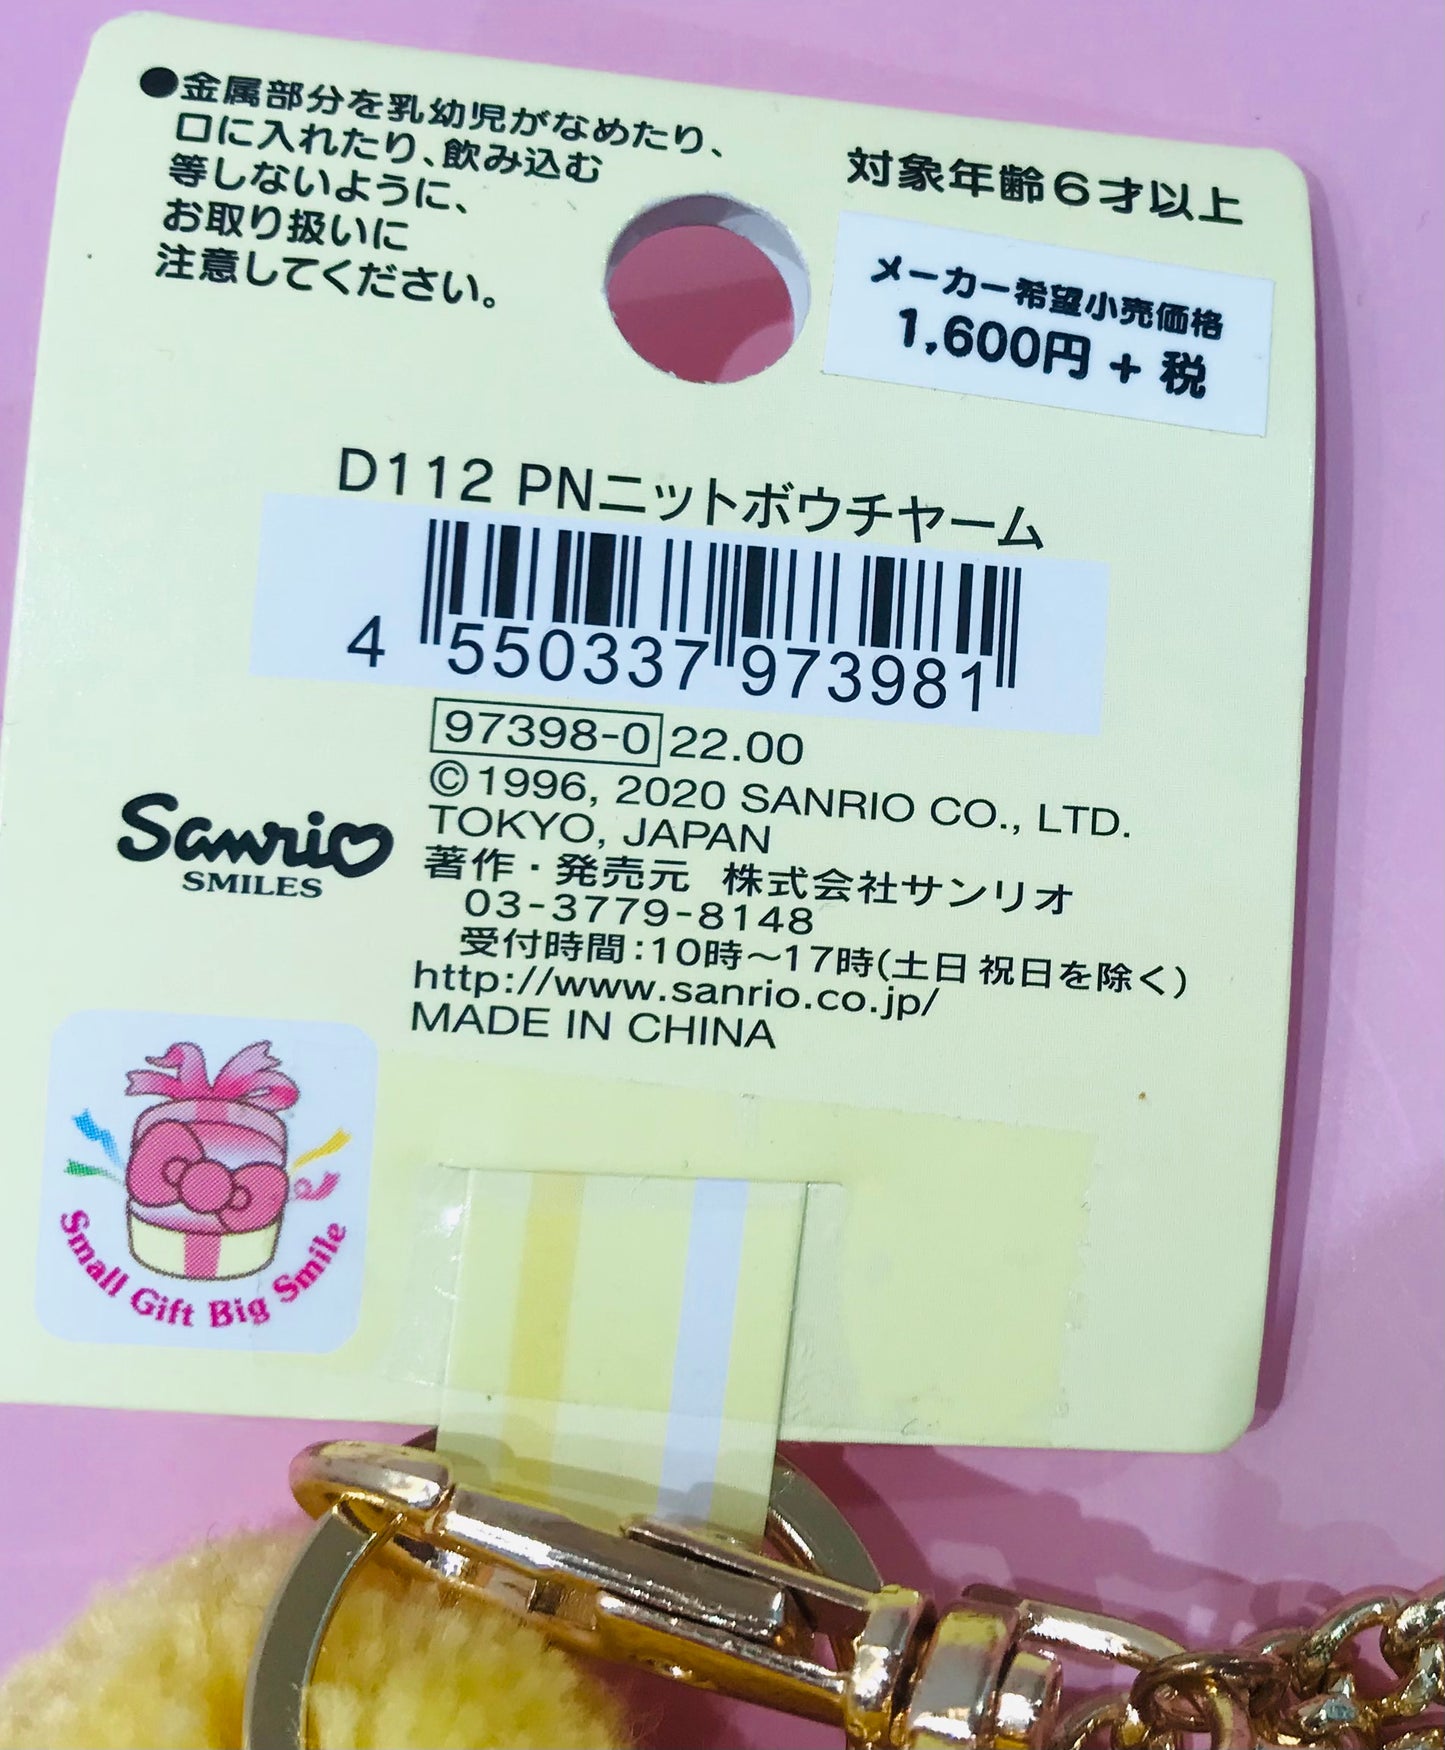 ●金属部分を乳幼児がなめたり、
口に入れたり、飲み込む
等しないように、
お取り扱いに
注意してください。
対象年齢6才以上
メーカー希望小売価格
1,600円 + 税
D112 PNニットボウチャーム
4 550337 973981
97398-0 22.00
©1996, 2020 SANRIO CO., LTD.
TOKYO, JAPAN
著作・発売元 株式会社サンリオ
03-3779-8148
受付時間:10時～17時(土日 祝日を除く)
http://www.sanrio.co.jp/
MADE IN CHINA
Sanrio
SMILES
Small Gift Big Smile